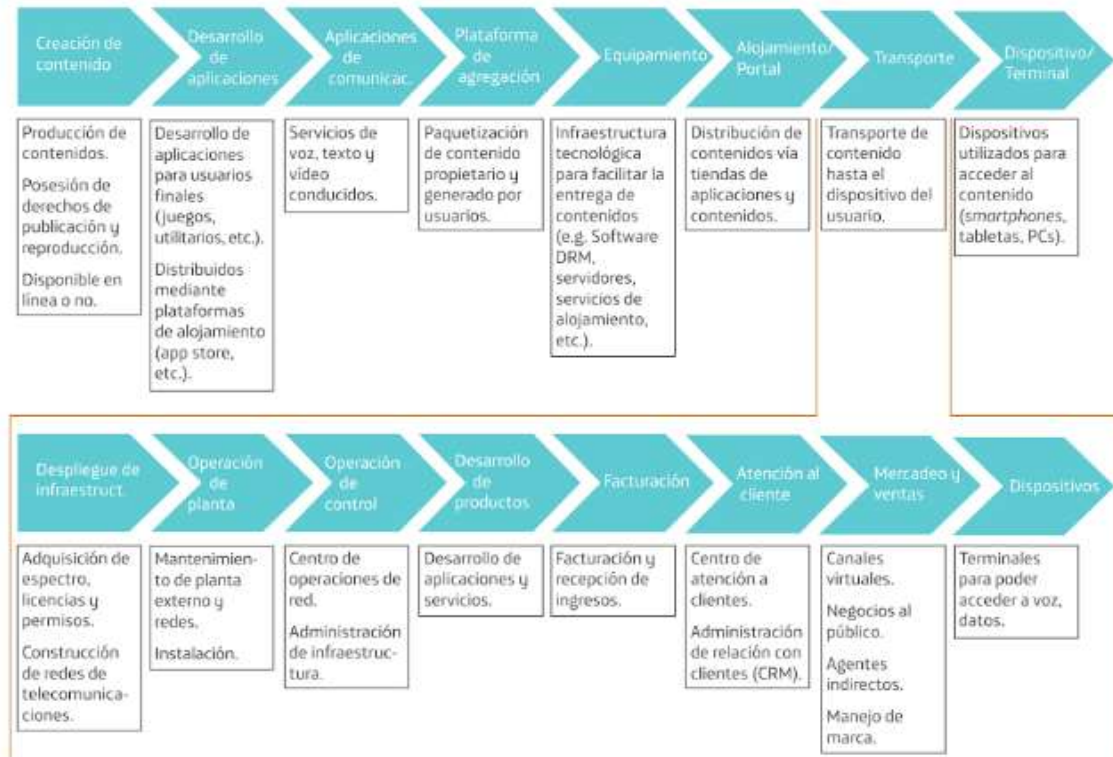 Creación de
contenido
Desarrollo
de
aplicaciones
Aplicaciones
de
comunicac.
Plataforma
de
agregación
Equipamiento
Alojamiento/
Portal
Transporte
Dispositivo/
Terminal
Producción de
contenidos.
Posesión de
derechos de
publicación y
reproducción.
Disponible en
línea o no.
Desarrollo de
aplicaciones
para usuarios
finales
(juegos,
utilitarios, etc.).
Distribuidos
mediante
plataformas
de alojamiento
(app store,
etc.).
Servicios de
voz, texto y
vídeo
conducidos.
Paquetización
de contenido
propietario y
generado por
usuarios.
Infraestructura
tecnológica
para facilitar la
entrega de
contenidos
(e.g. Software
DRM,
servidores,
servicios de
alojamiento,
etc.).
Distribución de
contenidos vía
tiendas de
aplicaciones y
contenidos.
Transporte de
contenido
hasta el
dispositivo del
usuario.
Dispositivos
utilizados para
acceder al
contenido
(smartphones,
tabletas, PCs).
Despliegue de
infraestruct.
Operación
de
planta
Operación
de
control
Desarrollo
de
productos
Facturación
Atención al
cliente
Mercadeo y
ventas
Dispositivos
Adquisición de
espectro,
licencias y
permisos.
Construcción
de redes de
telecomunica-
ciones.
Mantenimien-
to de planta
externo y
redes.
Instalación.
Centro de
operaciones de
red.
Administración
de infraestruc-
tura.
Desarrollo de
aplicaciones y
servicios.
Facturación y
recepción de
ingresos.
Centro de
atención a
clientes.
Administración
de relación con
clientes (CRM).
Canales
virtuales.
Negocios al
público.
Agentes
indirectos.
Manejo de
marca.
Terminales
para poder
acceder a voz,
datos.